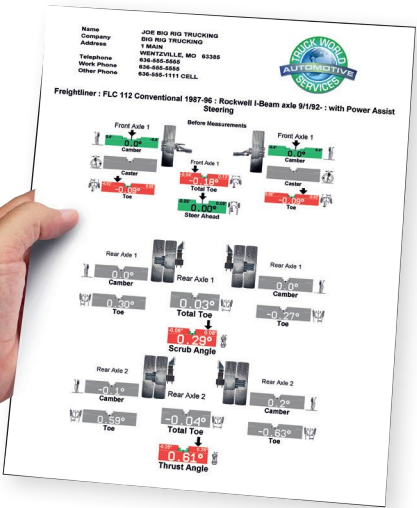 Name JOE BIG RIG TRUCKING
Company BIG RIG TRUCKING
Address 1 MAIN
WENTZVILLE, MO 63385
Telephone 636-555-5555
Work Phone 636-555-5555
Other Phone 636-555-1111 CELL
TRUCK WORLD
AUTOMOTIVE
SERVICES
Freightliner : FLC 112 Conventional 1987-96 : Rockwell I-Beam axle 9/1/92- : with Power Assist
Steering
Before Measurements
Front Axle 1
Front Axle 1
0.0°
0.0°
Camber
Camber
Front Axle 1
Caster
Caster
-0.09°
-0.18°
-0.09°
Toe
Total Toe
Toe
0.00°
Steer Ahead
Rear Axle 1
Rear Axle 1
0.0°
Rear Axle 1
0.0°
Camber
Camber
0.30°
0.03°
-0.27°
Toe
Total Toe
Toe
-0.08° 0.08°
0.29°
Scrub Angle
Rear Axle 2
Rear Axle 2
-0.1°
Rear Axle 2
0.2°
Camber
Camber
0.59°
-0.04°
-0.63°
Toe
Total Toe
Toe
0.61°
Thrust Angle